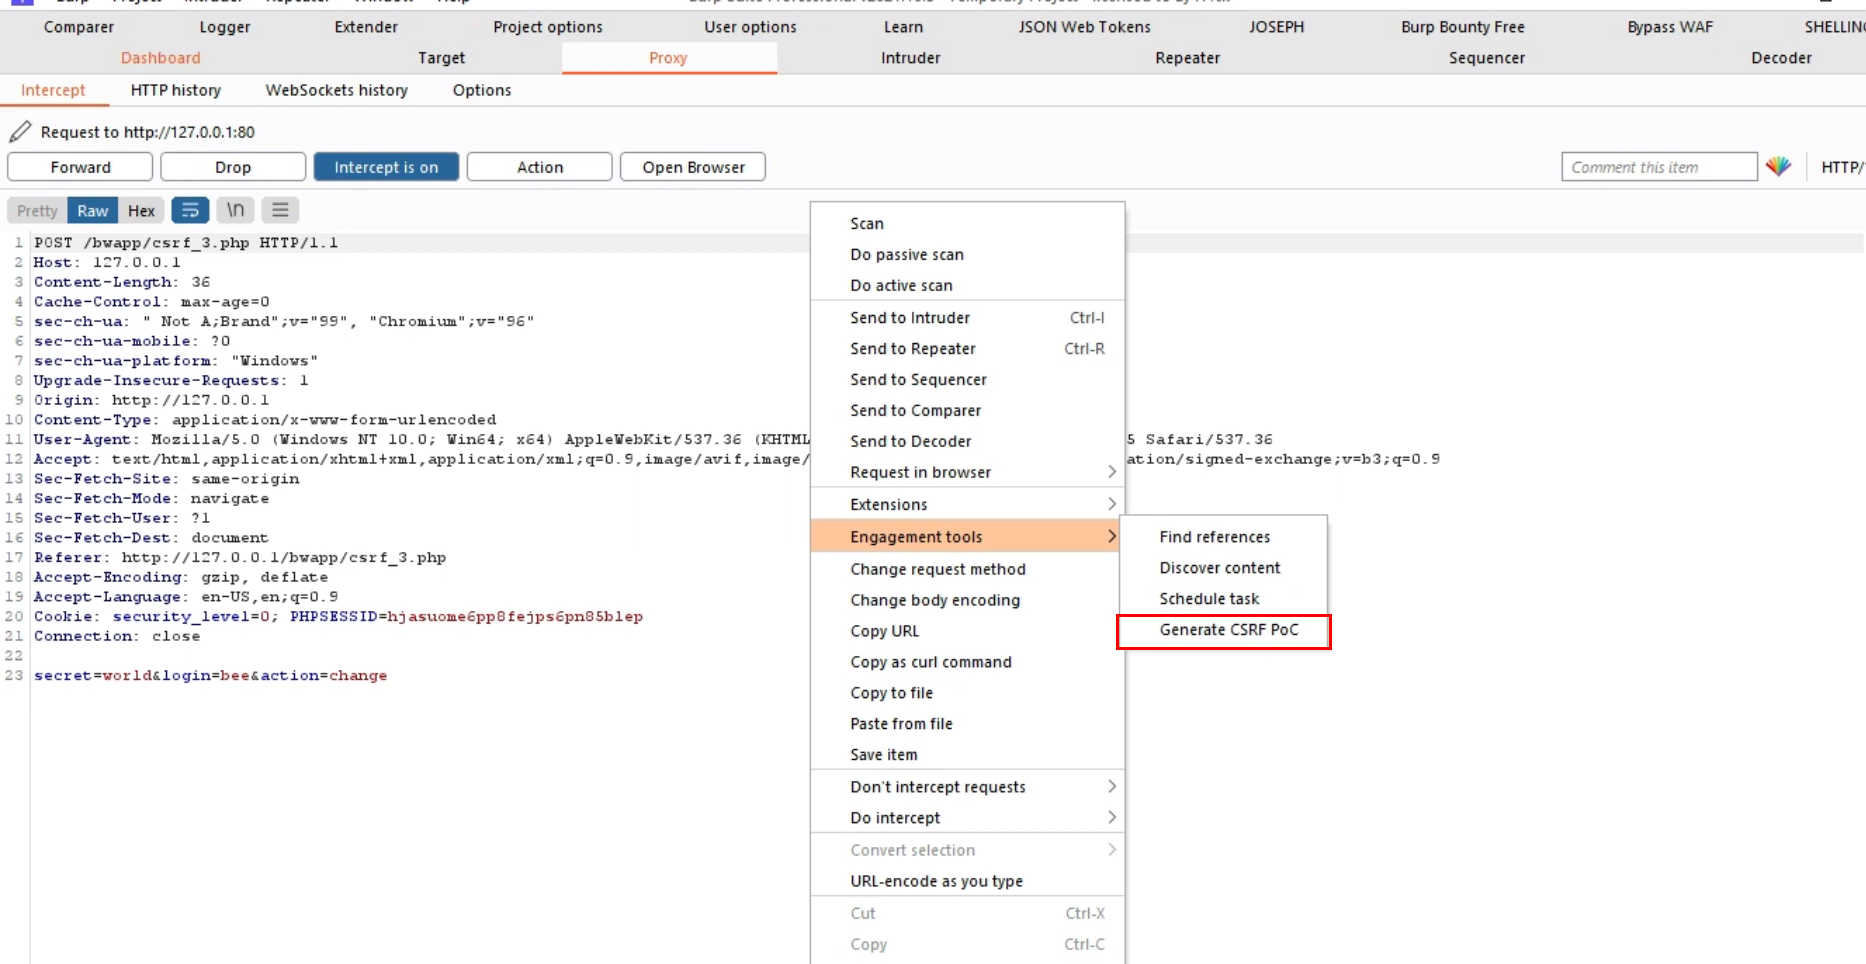 Comparer Logger Extender Project options User options Learn JSON Web Tokens JOSEPH Burp Bounty Free Bypass WAF
Dashboard Target Proxy Intruder Repeater Sequencer Decoder
Intercept HTTP history WebSockets history Options
Request to http://127.0.0.1:80
Forward Drop Intercept is on Action Open Browser Comment this item HTTP/
Pretty Raw Hex \n
1 POST /bwapp/csrf_3.php HTTP/1.1
2 Host: 127.0.0.1
3 Content-Length: 36
4 Cache-Control: max-age=0
5 sec-ch-ua: " Not A;Brand";v="99", "Chromium";v="96"
6 sec-ch-ua-mobile: ?0
7 sec-ch-ua-platform: "Windows"
8 Upgrade-Insecure-Requests: 1
9 Origin: http://127.0.0.1
10 Content-Type: application/x-www-form-urlencoded
11 User-Agent: Mozilla/5.0 (Windows NT 10.0; Win64; x64) AppleWebKit/537.36 (KHTML 5 Safari/537.36
12 Accept: text/html,application/xhtml+xml,application/xml;q=0.9,image/avif,image/ ation/signed-exchange;v=b3;q=0.9
13 Sec-Fetch-Site: same-origin
14 Sec-Fetch-Mode: navigate
15 Sec-Fetch-User: ?1
16 Sec-Fetch-Dest: document
17 Referer: http://127.0.0.1/bwapp/csrf_3.php
18 Accept-Encoding: gzip, deflate
19 Accept-Language: en-US,en;q=0.9
20 Cookie: security_level=0; PHPSESSID=hjasuome6pp8fejps6pn85blep
21 Connection: close
22
23 secret=world&login=bee&action=change
Scan
Do passive scan
Do active scan
Send to Intruder Ctrl-I
Send to Repeater Ctrl-R
Send to Sequencer
Send to Comparer
Send to Decoder
Request in browser
Extensions
Engagement tools
Change request method
Change body encoding
Copy URL
Copy as curl command
Copy to file
Paste from file
Save item
Don't intercept requests
Do intercept
Convert selection
URL-encode as you type
Cut Ctrl-X
Copy Ctrl-C
Find references
Discover content
Schedule task
Generate CSRF PoC